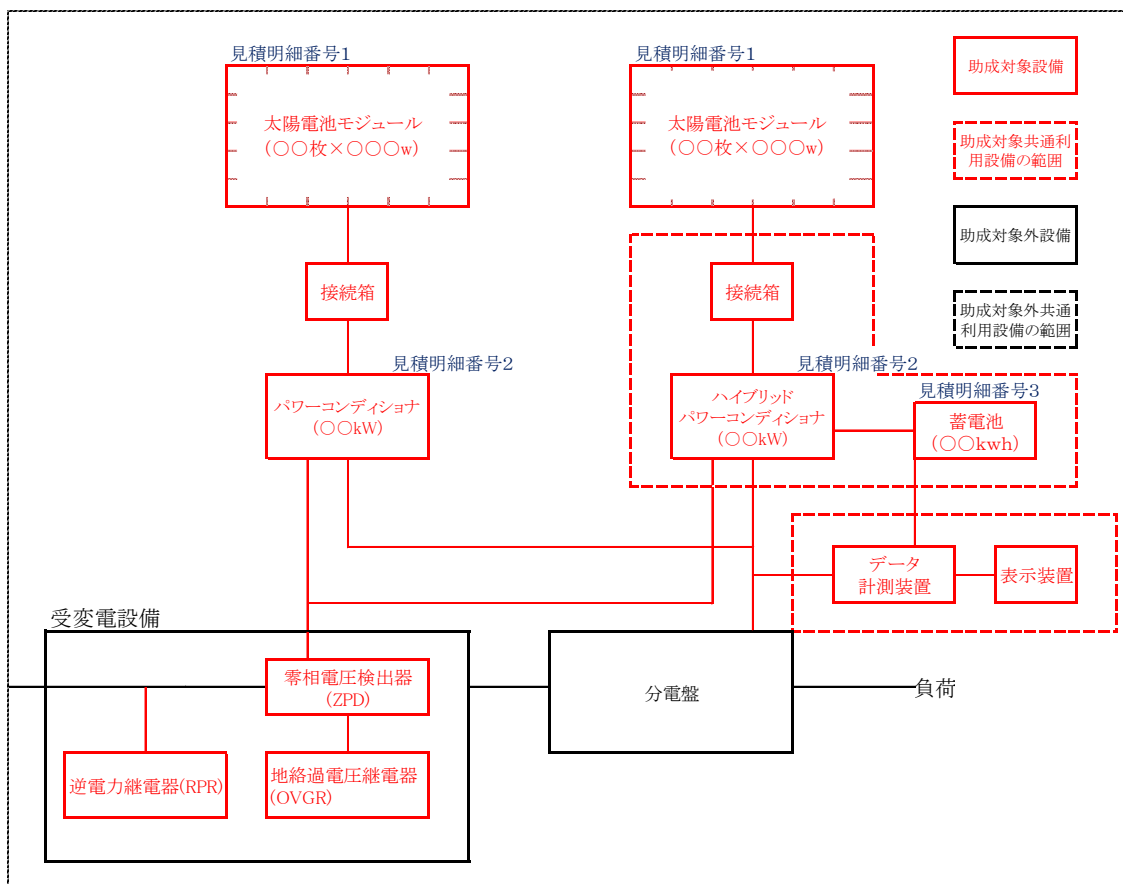 見積明細番号1
見積明細番号1
太陽電池モジュール
(○○枚×○○○w)
太陽電池モジュール
(○○枚×○○○w)
助成対象設備
助成対象共通利
用設備の範囲
助成対象外設備
助成対象外共通
利用設備の範囲
接続箱
接続箱
見積明細番号2
見積明細番号2
見積明細番号3
パワーコンディショナ
(○○kW)
ハイブリッド
パワーコンディショナ
(○○kW)
蓄電池
(○○kwh)
データ
計測装置
表示装置
受変電設備
零相電圧検出器
(ZPD)
分電盤
負荷
逆電力継電器(RPR)
地絡過電圧継電器
(OVGR)